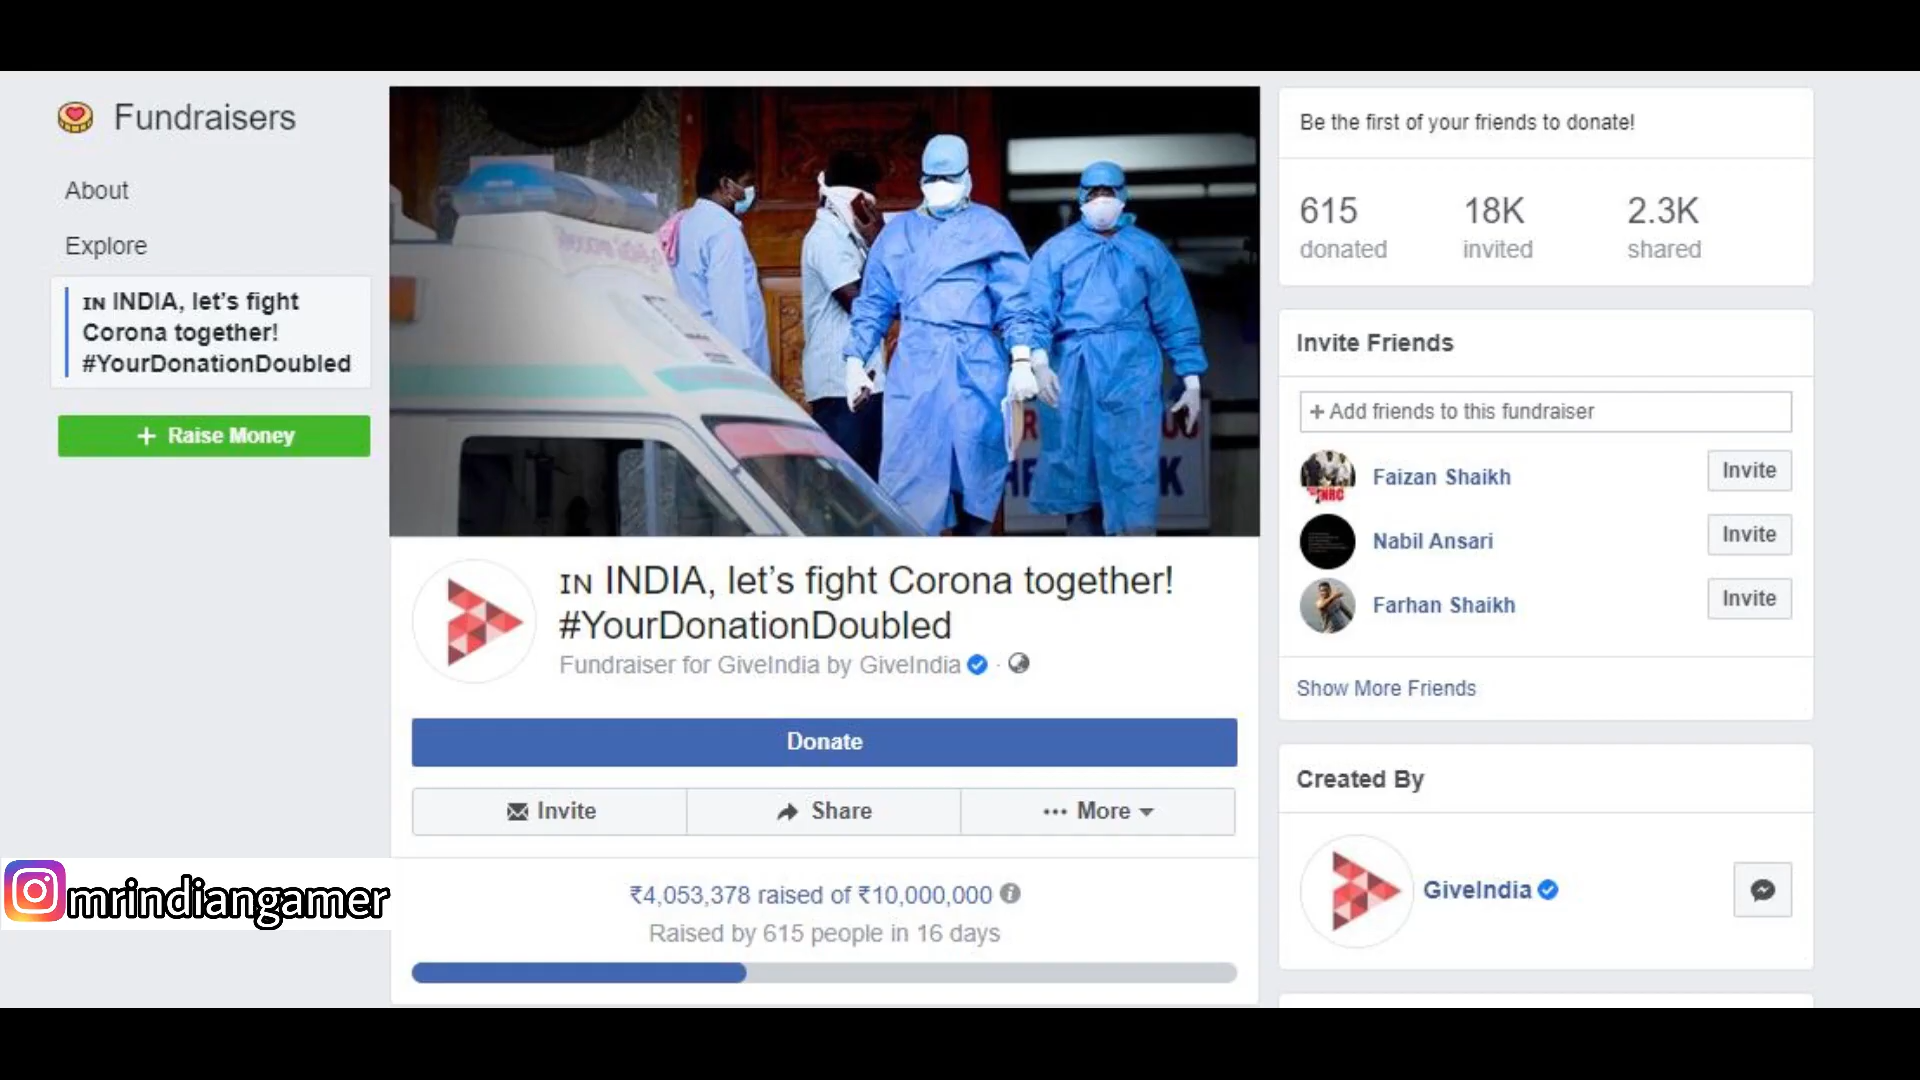 Fundraisers
About
Explore
ɪɴ INDIA, let’s fight
Corona together!
#YourDonationDoubled
+ Raise Money
ɪɴ INDIA, let’s fight Corona together!
#YourDonationDoubled
Fundraiser for GiveIndia by GiveIndia ·
Donate
Invite
Share
··· More
₹4,053,378 raised of ₹10,000,000
Raised by 615 people in 16 days
Be the first of your friends to donate!
615 18K 2.3K
donated invited shared
Invite Friends
+ Add friends to this fundraiser
NRC
Faizan Shaikh Invite
Nabil Ansari Invite
Farhan Shaikh Invite
Show More Friends
Created By
GiveIndia
mrindiangamer